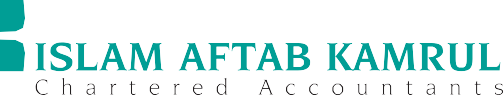 ISLAM AFTAB KAMRUL
Chartered Accountants